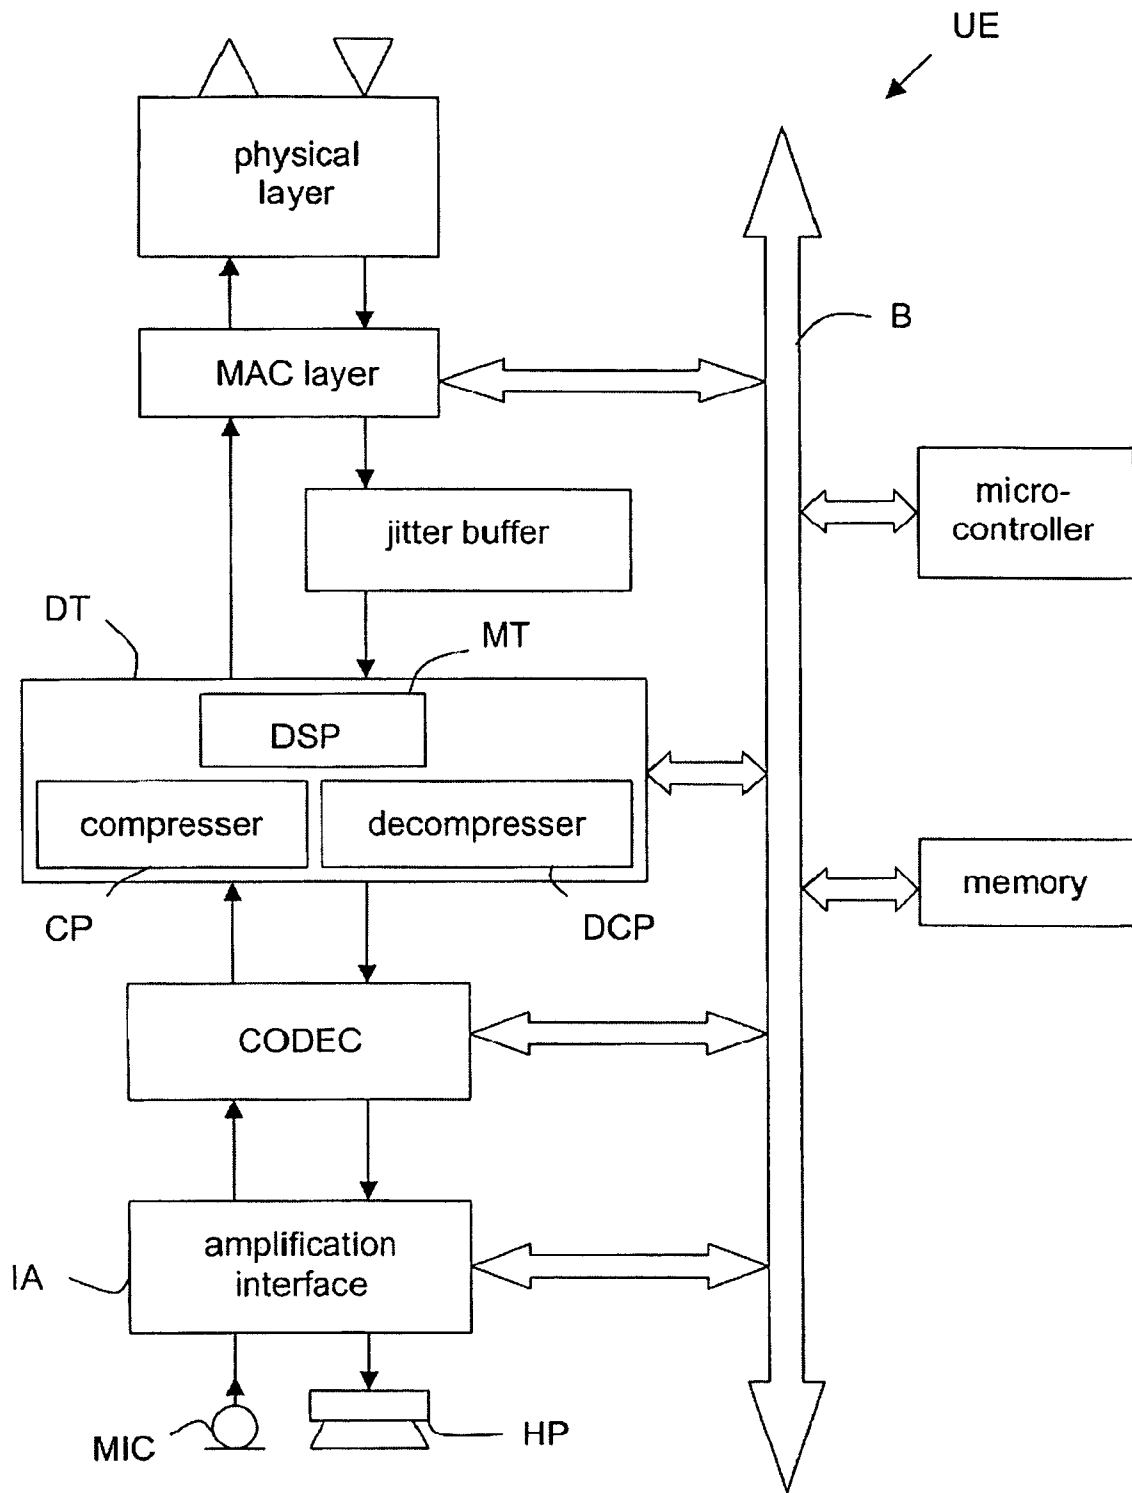 UE
physical
layer
B
MAC layer
micro-
controller
jitter buffer
DT
MT
DSP
compresser
decompresser
memory
CP
DCP
CODEC
amplification
interface
IA
MIC
HP